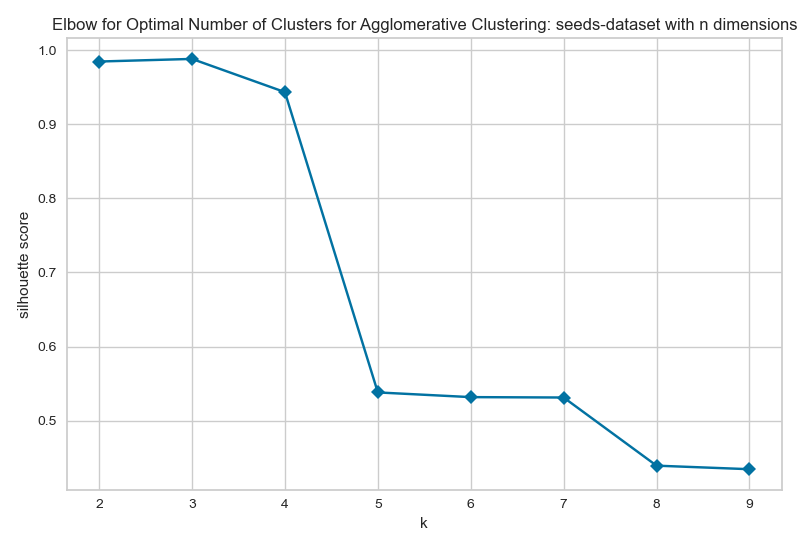 Elbow for Optimal Number of Clusters for Agglomerative Clustering: seeds-dataset with n dimensions
1.0
0.9
0.8
0.7
0.6
0.5
silhouette score
2 3 4 5 6 7 8 9
k